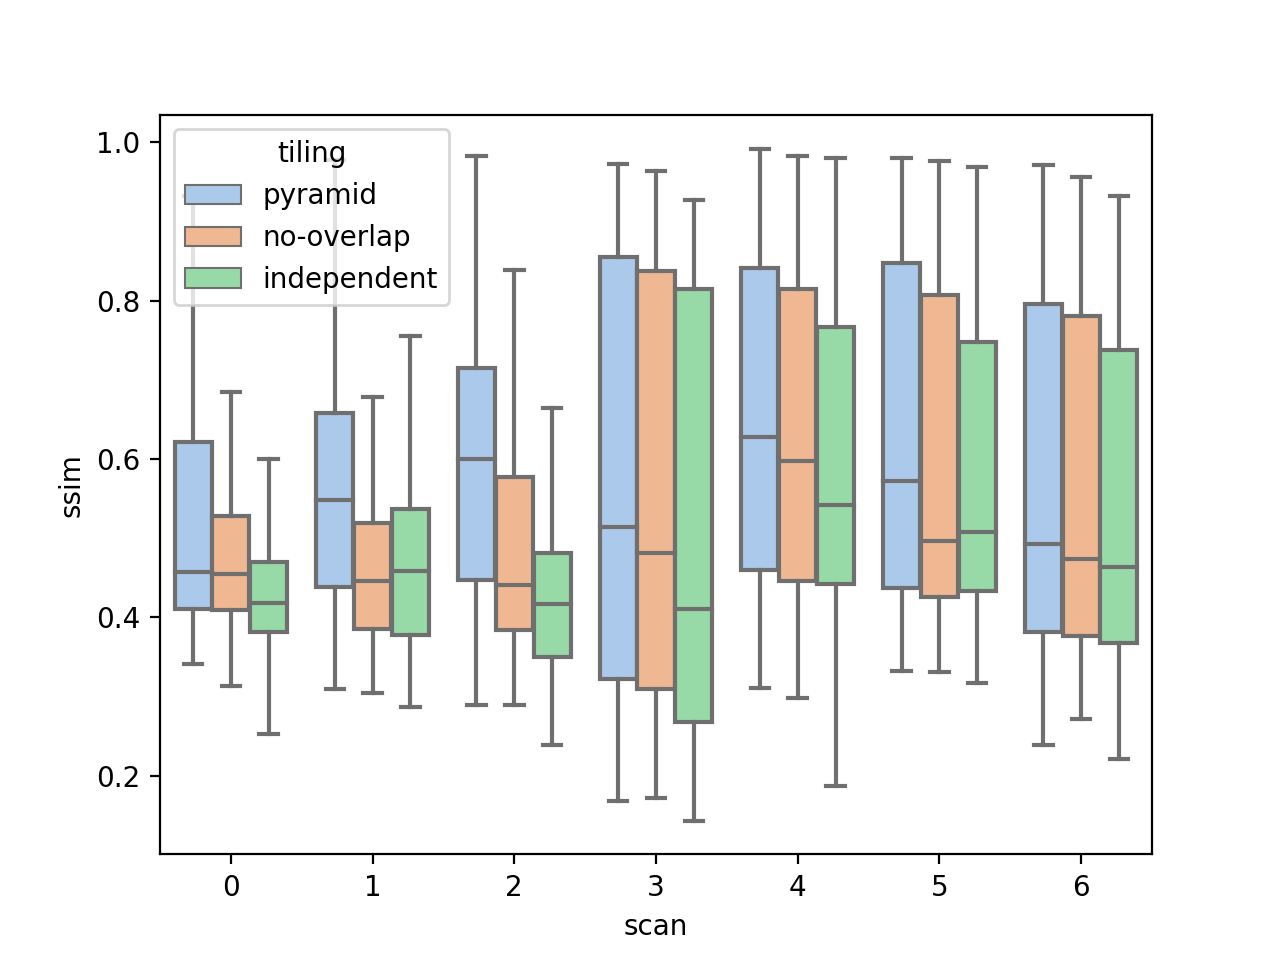 tiling
pyramid
no-overlap
independent
1.0
0.8
0.6
0.4
0.2
ssim
0 1 2 3 4 5 6
scan